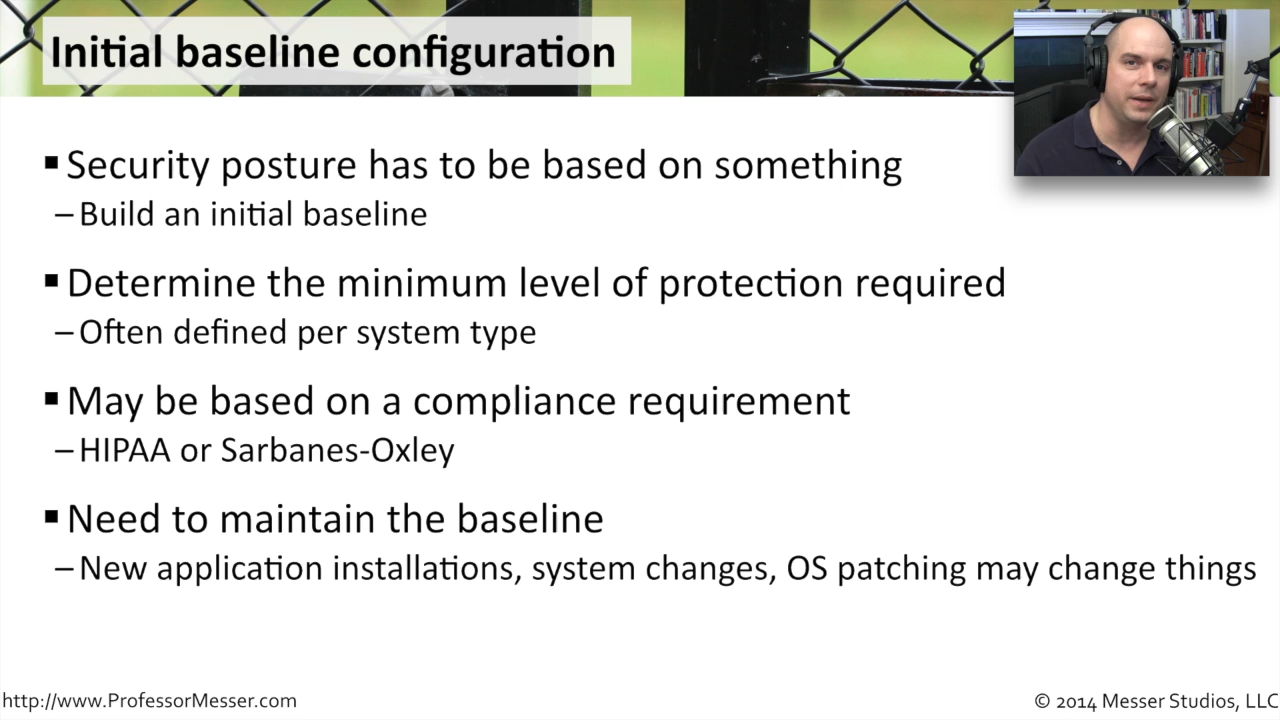 Initial baseline configuration
▪ Security posture has to be based on something
– Build an initial baseline
▪ Determine the minimum level of protection required
– Often defined per system type
▪ May be based on a compliance requirement
– HIPAA or Sarbanes-Oxley
▪ Need to maintain the baseline
– New application installations, system changes, OS patching may change things
http://www.ProfessorMesser.com
© 2014 Messer Studios, LLC